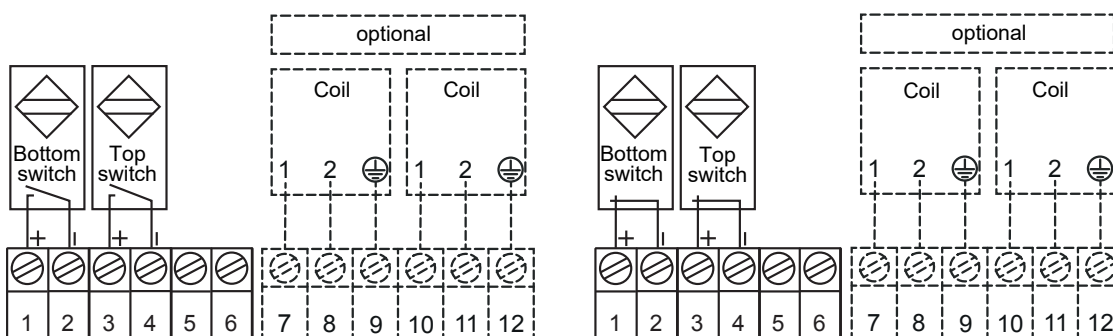 optional
optional
Coil Coil
Coil Coil
Bottom switch
Top switch
Bottom switch
Top switch
1 2 1 2
1 2 1 2
+ − + −
+ − + −
1 2 3 4 5 6 7 8 9 10 11 12
1 2 3 4 5 6 7 8 9 10 11 12